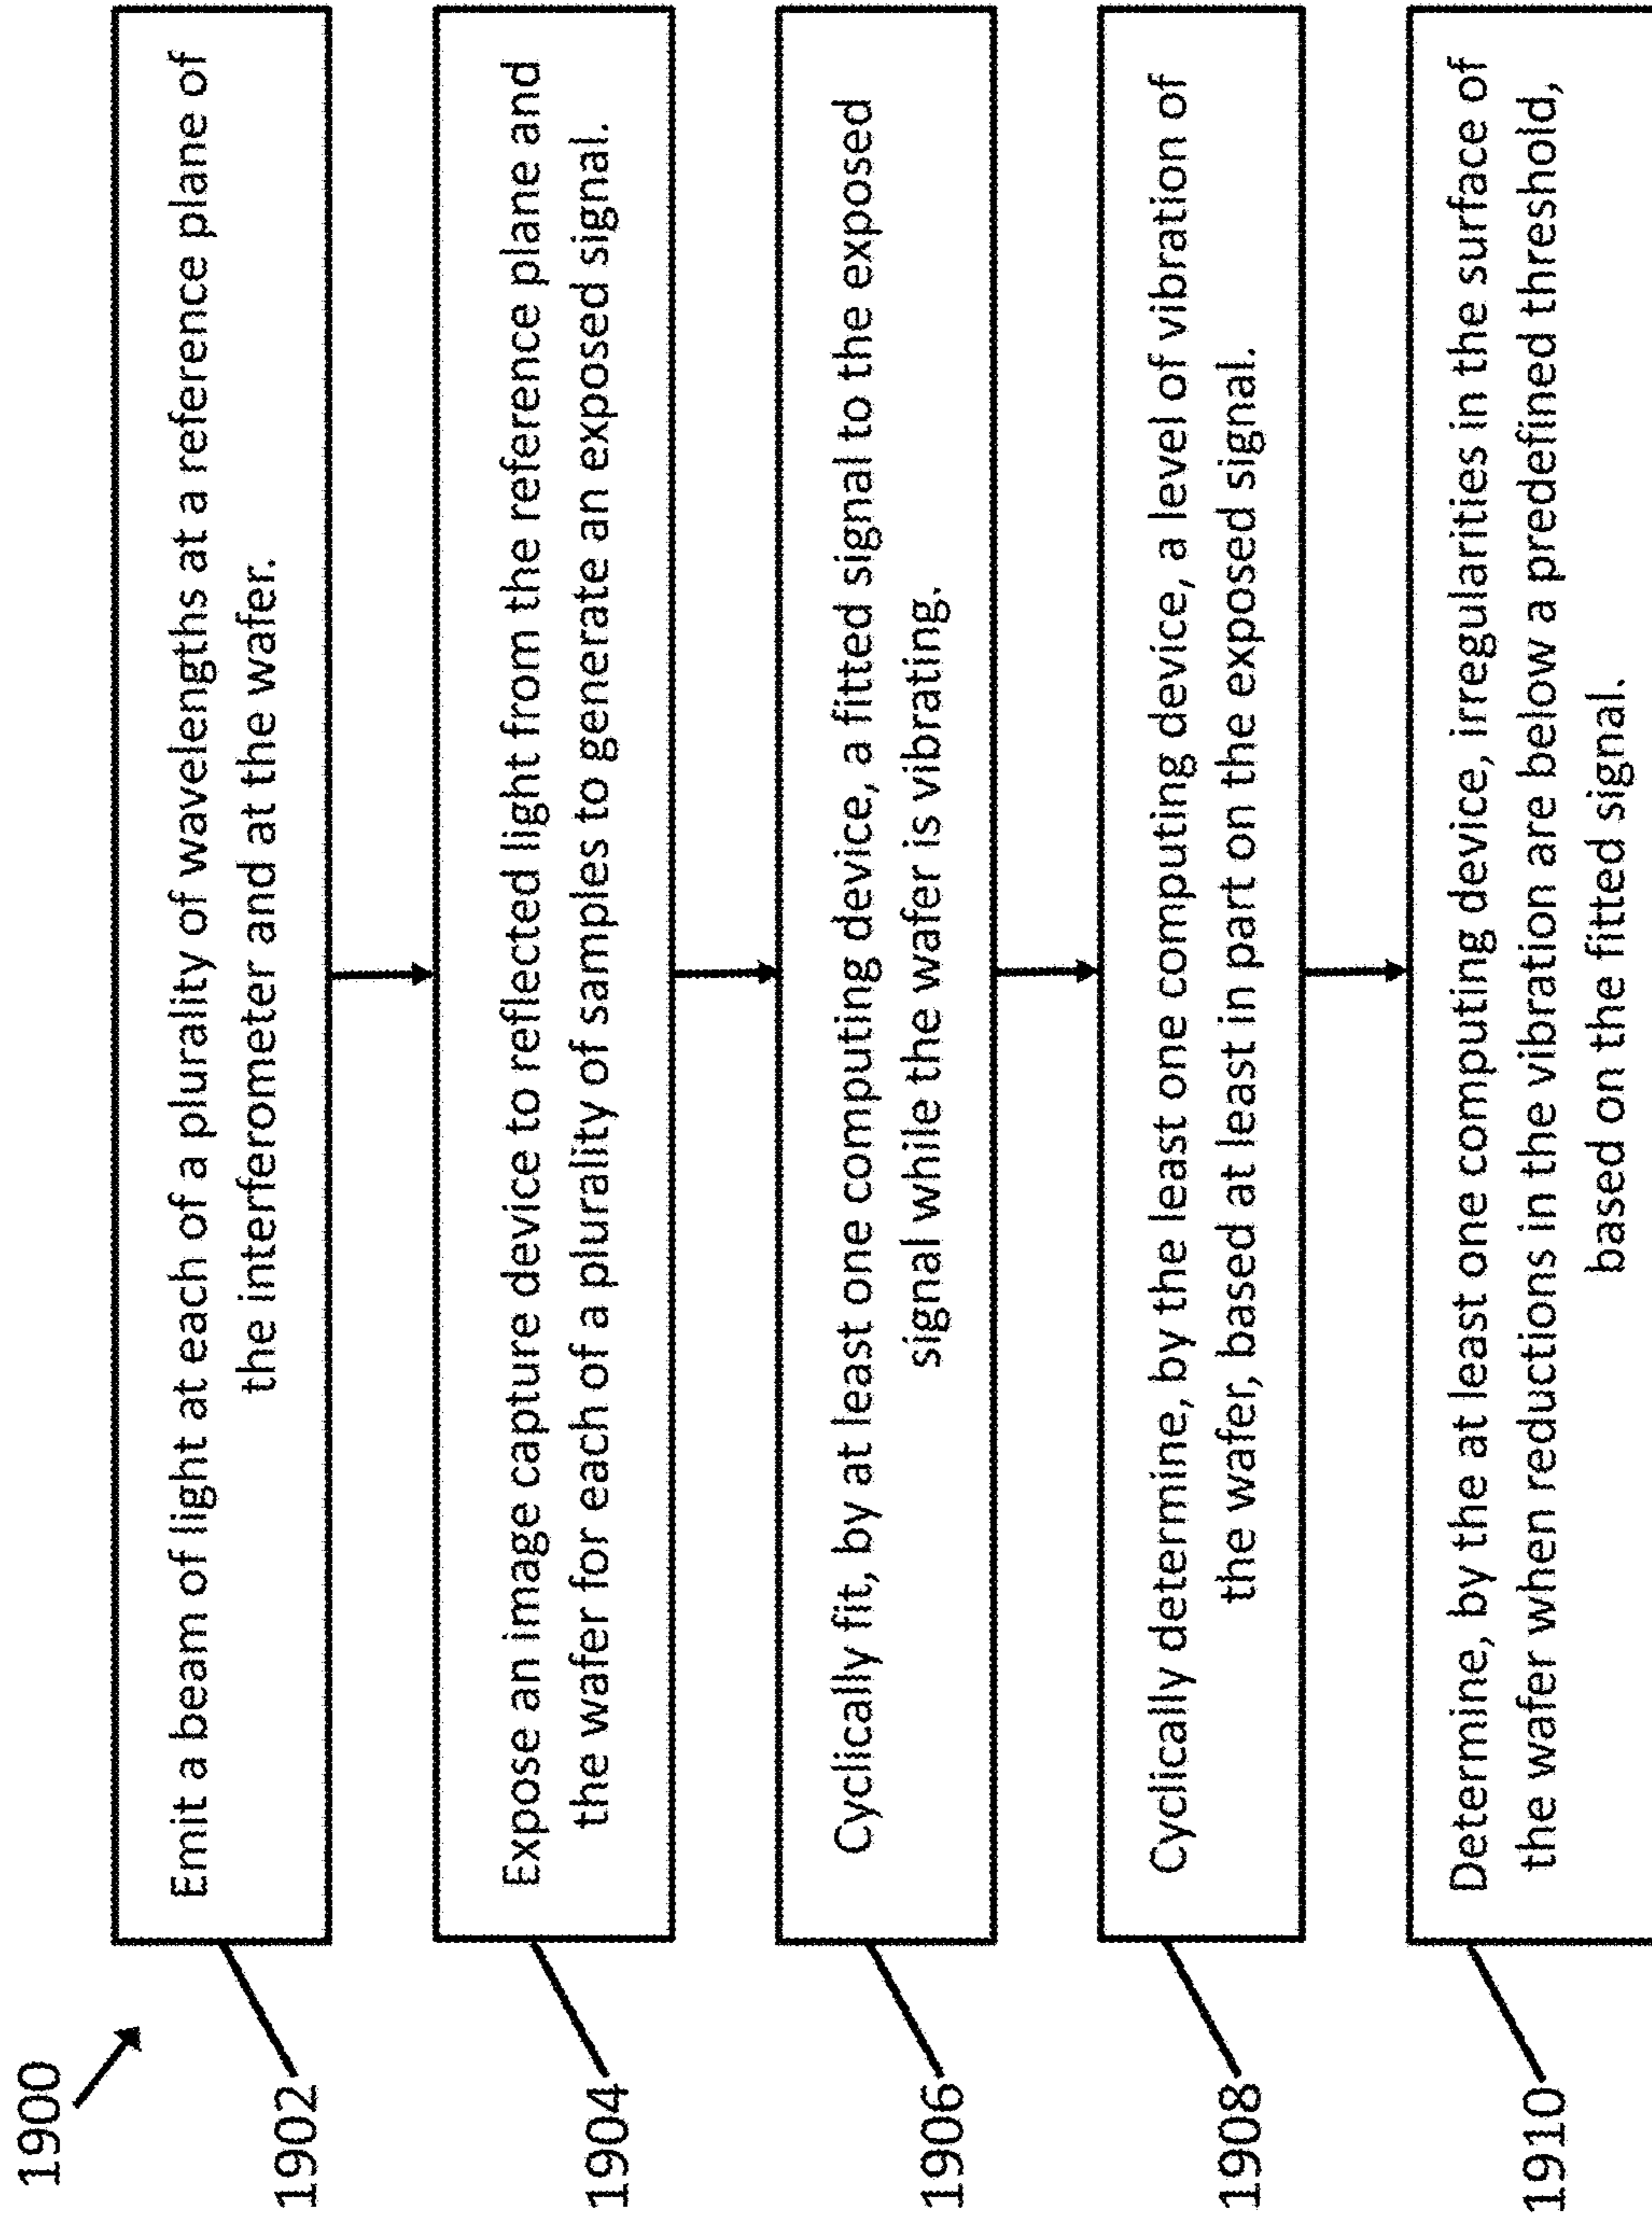 1900
1902
Emit a beam of light at each of a plurality of wavelengths at a reference plane of
the interferometer and at the wafer.
1904
Expose an image capture device to reflected light from the reference plane and
the wafer for each of a plurality of samples to generate an exposed signal.
1906
Cyclically fit, by at least one computing device, a fitted signal to the exposed
signal while the wafer is vibrating.
1908
Cyclically determine, by the least one computing device, a level of vibration of
the wafer, based at least in part on the exposed signal.
1910
Determine, by the at least one computing device, irregularities in the surface of
the wafer when reductions in the vibration are below a predefined threshold,
based on the fitted signal.